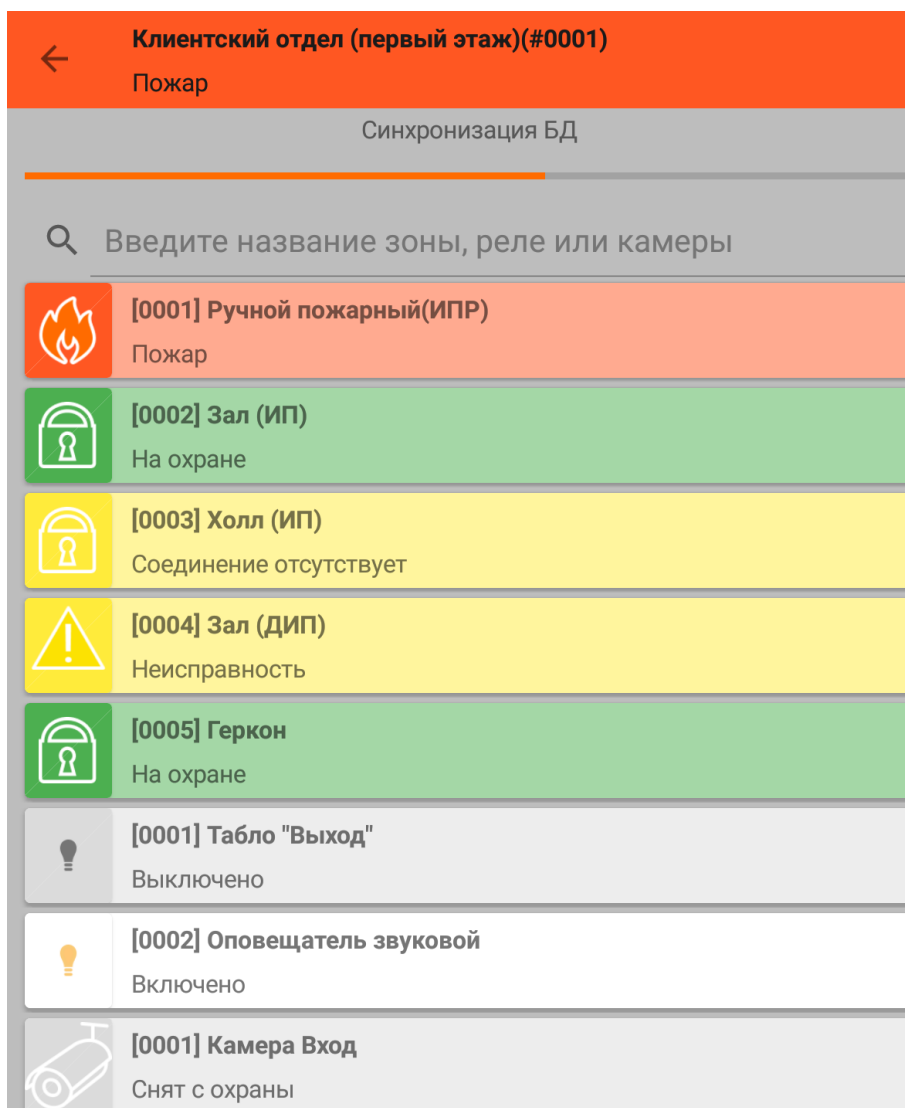 Клиентский отдел (первый этаж)(#0001)
Пожар
Синхронизация БД
Введите название зоны, реле или камеры
[0001] Ручной пожарный(ИПР)
Пожар
[0002] Зал (ИП)
На охране
[0003] Холл (ИП)
Соединение отсутствует
[0004] Зал (ДИП)
Неисправность
[0005] Геркон
На охране
[0001] Табло "Выход"
Выключено
[0002] Оповещатель звуковой
Включено
[0001] Камера Вход
Снят с охраны